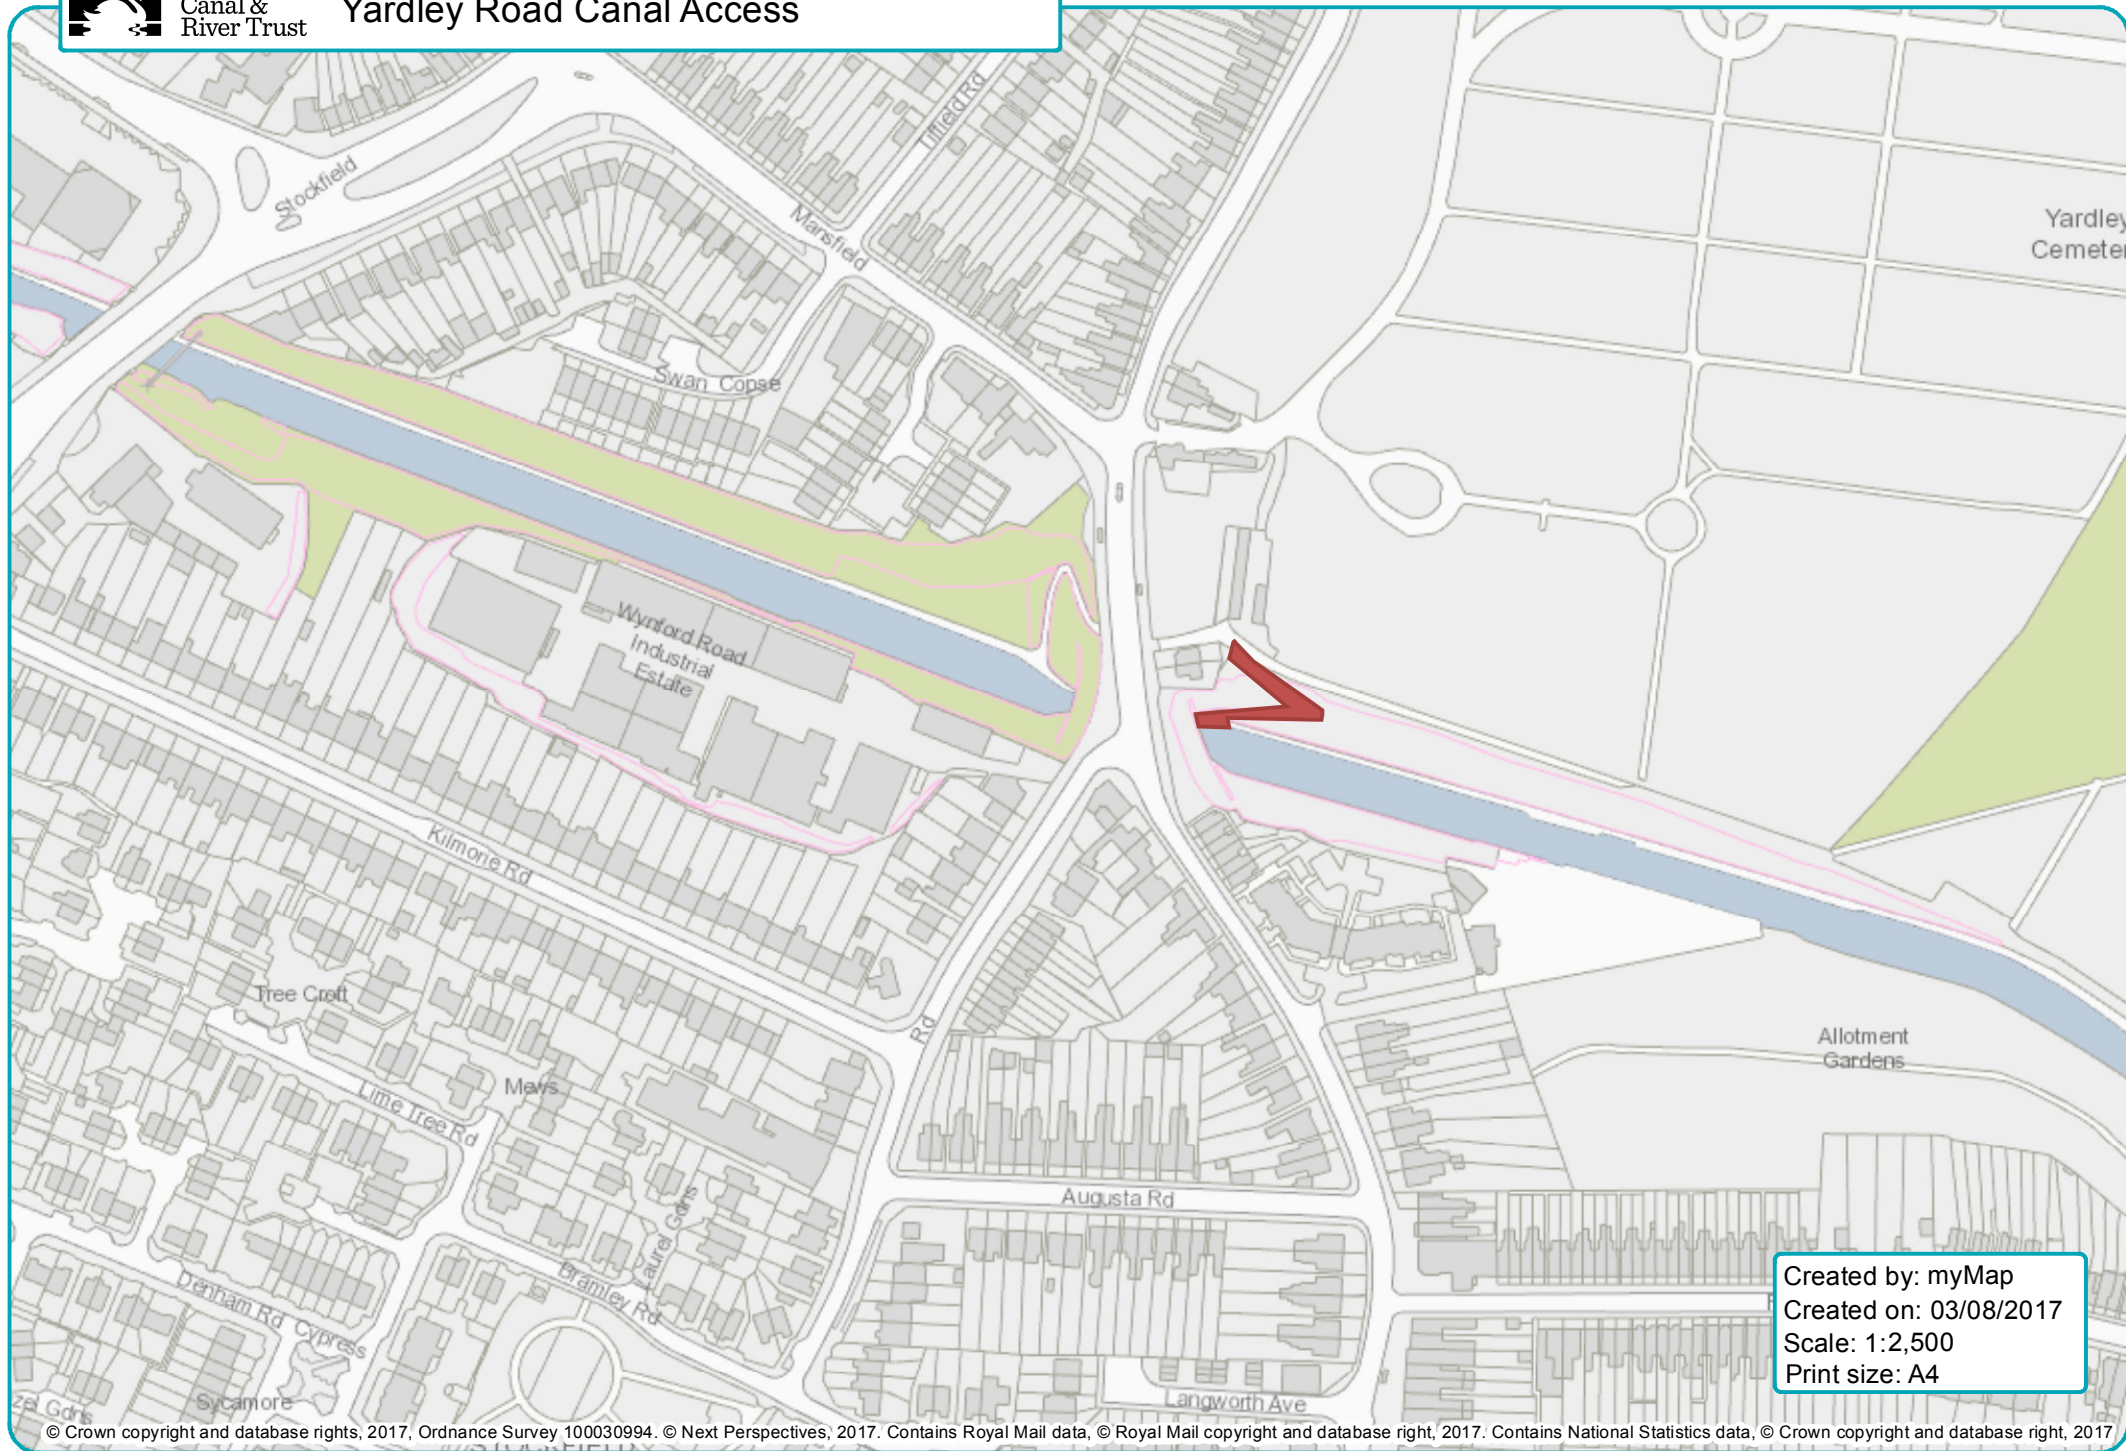 Canal &
River Trust
Yardley Road Canal Access
Tiffield Rd
Stockfield
Mansfield
Yardley
Swan Copse
Wynford Road
Industrial
Estate
Kilmorie Rd
Tree Croft
Rd
Allotment
Gardens
Mews
Lime Tree Rd
Augusta Rd
Laurel Gdns
Bramley Rd
Denham Rd
Cypress
Sycamore
Langworth Ave
Created by: myMap
Created on: 03/08/2017
Scale: 1:2,500
Print size: A4
© Crown copyright and database rights, 2017, Ordnance Survey 100030994. © Next Perspectives, 2017. Contains Royal Mail data, © Royal Mail copyright and database right, 2017. Contains National Statistics data, © Crown copyright and database right, 2017